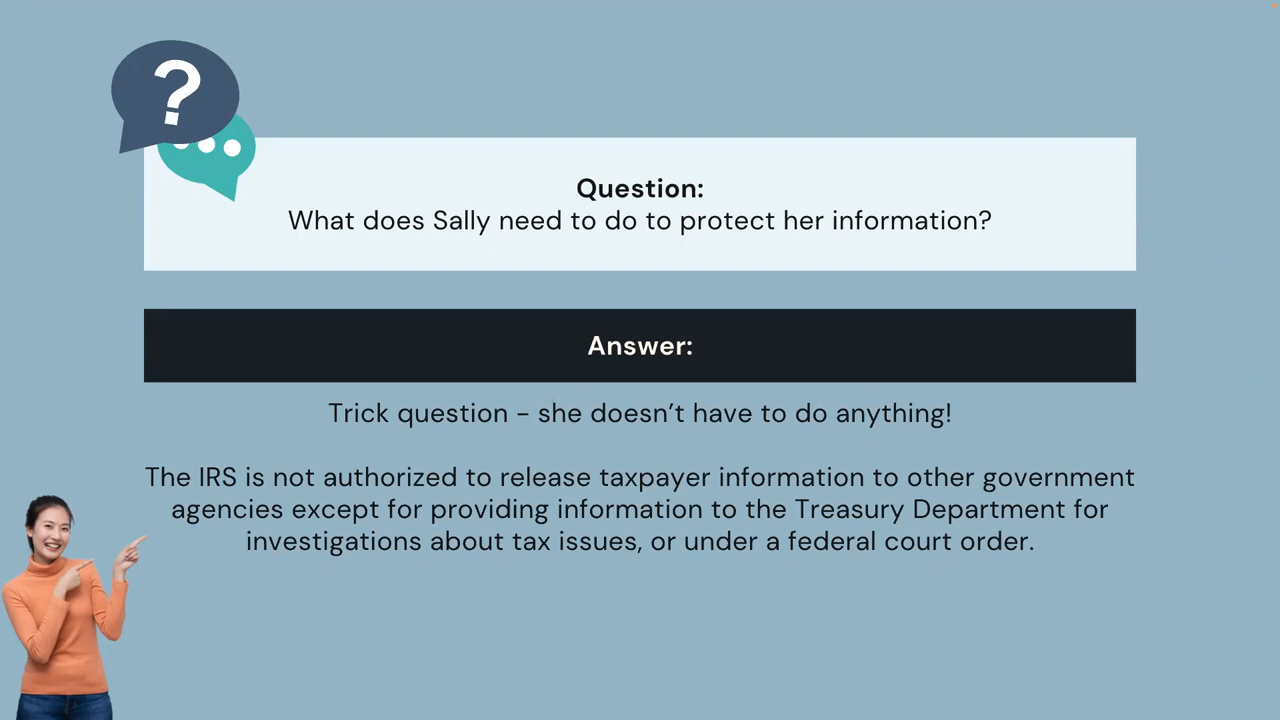 ?
Question:
What does Sally need to do to protect her information?
Answer:
Trick question - she doesn't have to do anything!
The IRS is not authorized to release taxpayer information to other government
agencies except for providing information to the Treasury Department for
investigations about tax issues, or under a federal court order.